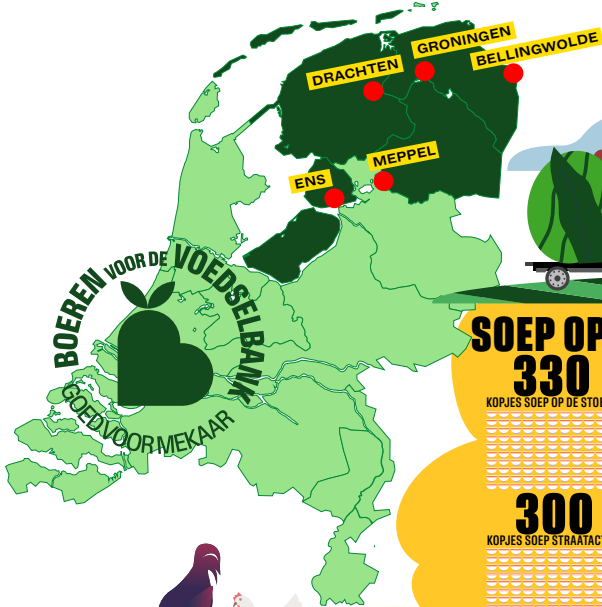 GRONINGEN
DRACHTEN
BELLINGWOLDE
MEPPEL
ENS
BOEREN VOOR DE VOEDSELBANK
GOED VOOR MEKAAR
SOEP OP
330
KOPJES SOEP OP DE STO
300
KOPJES SOEP STRAATAC